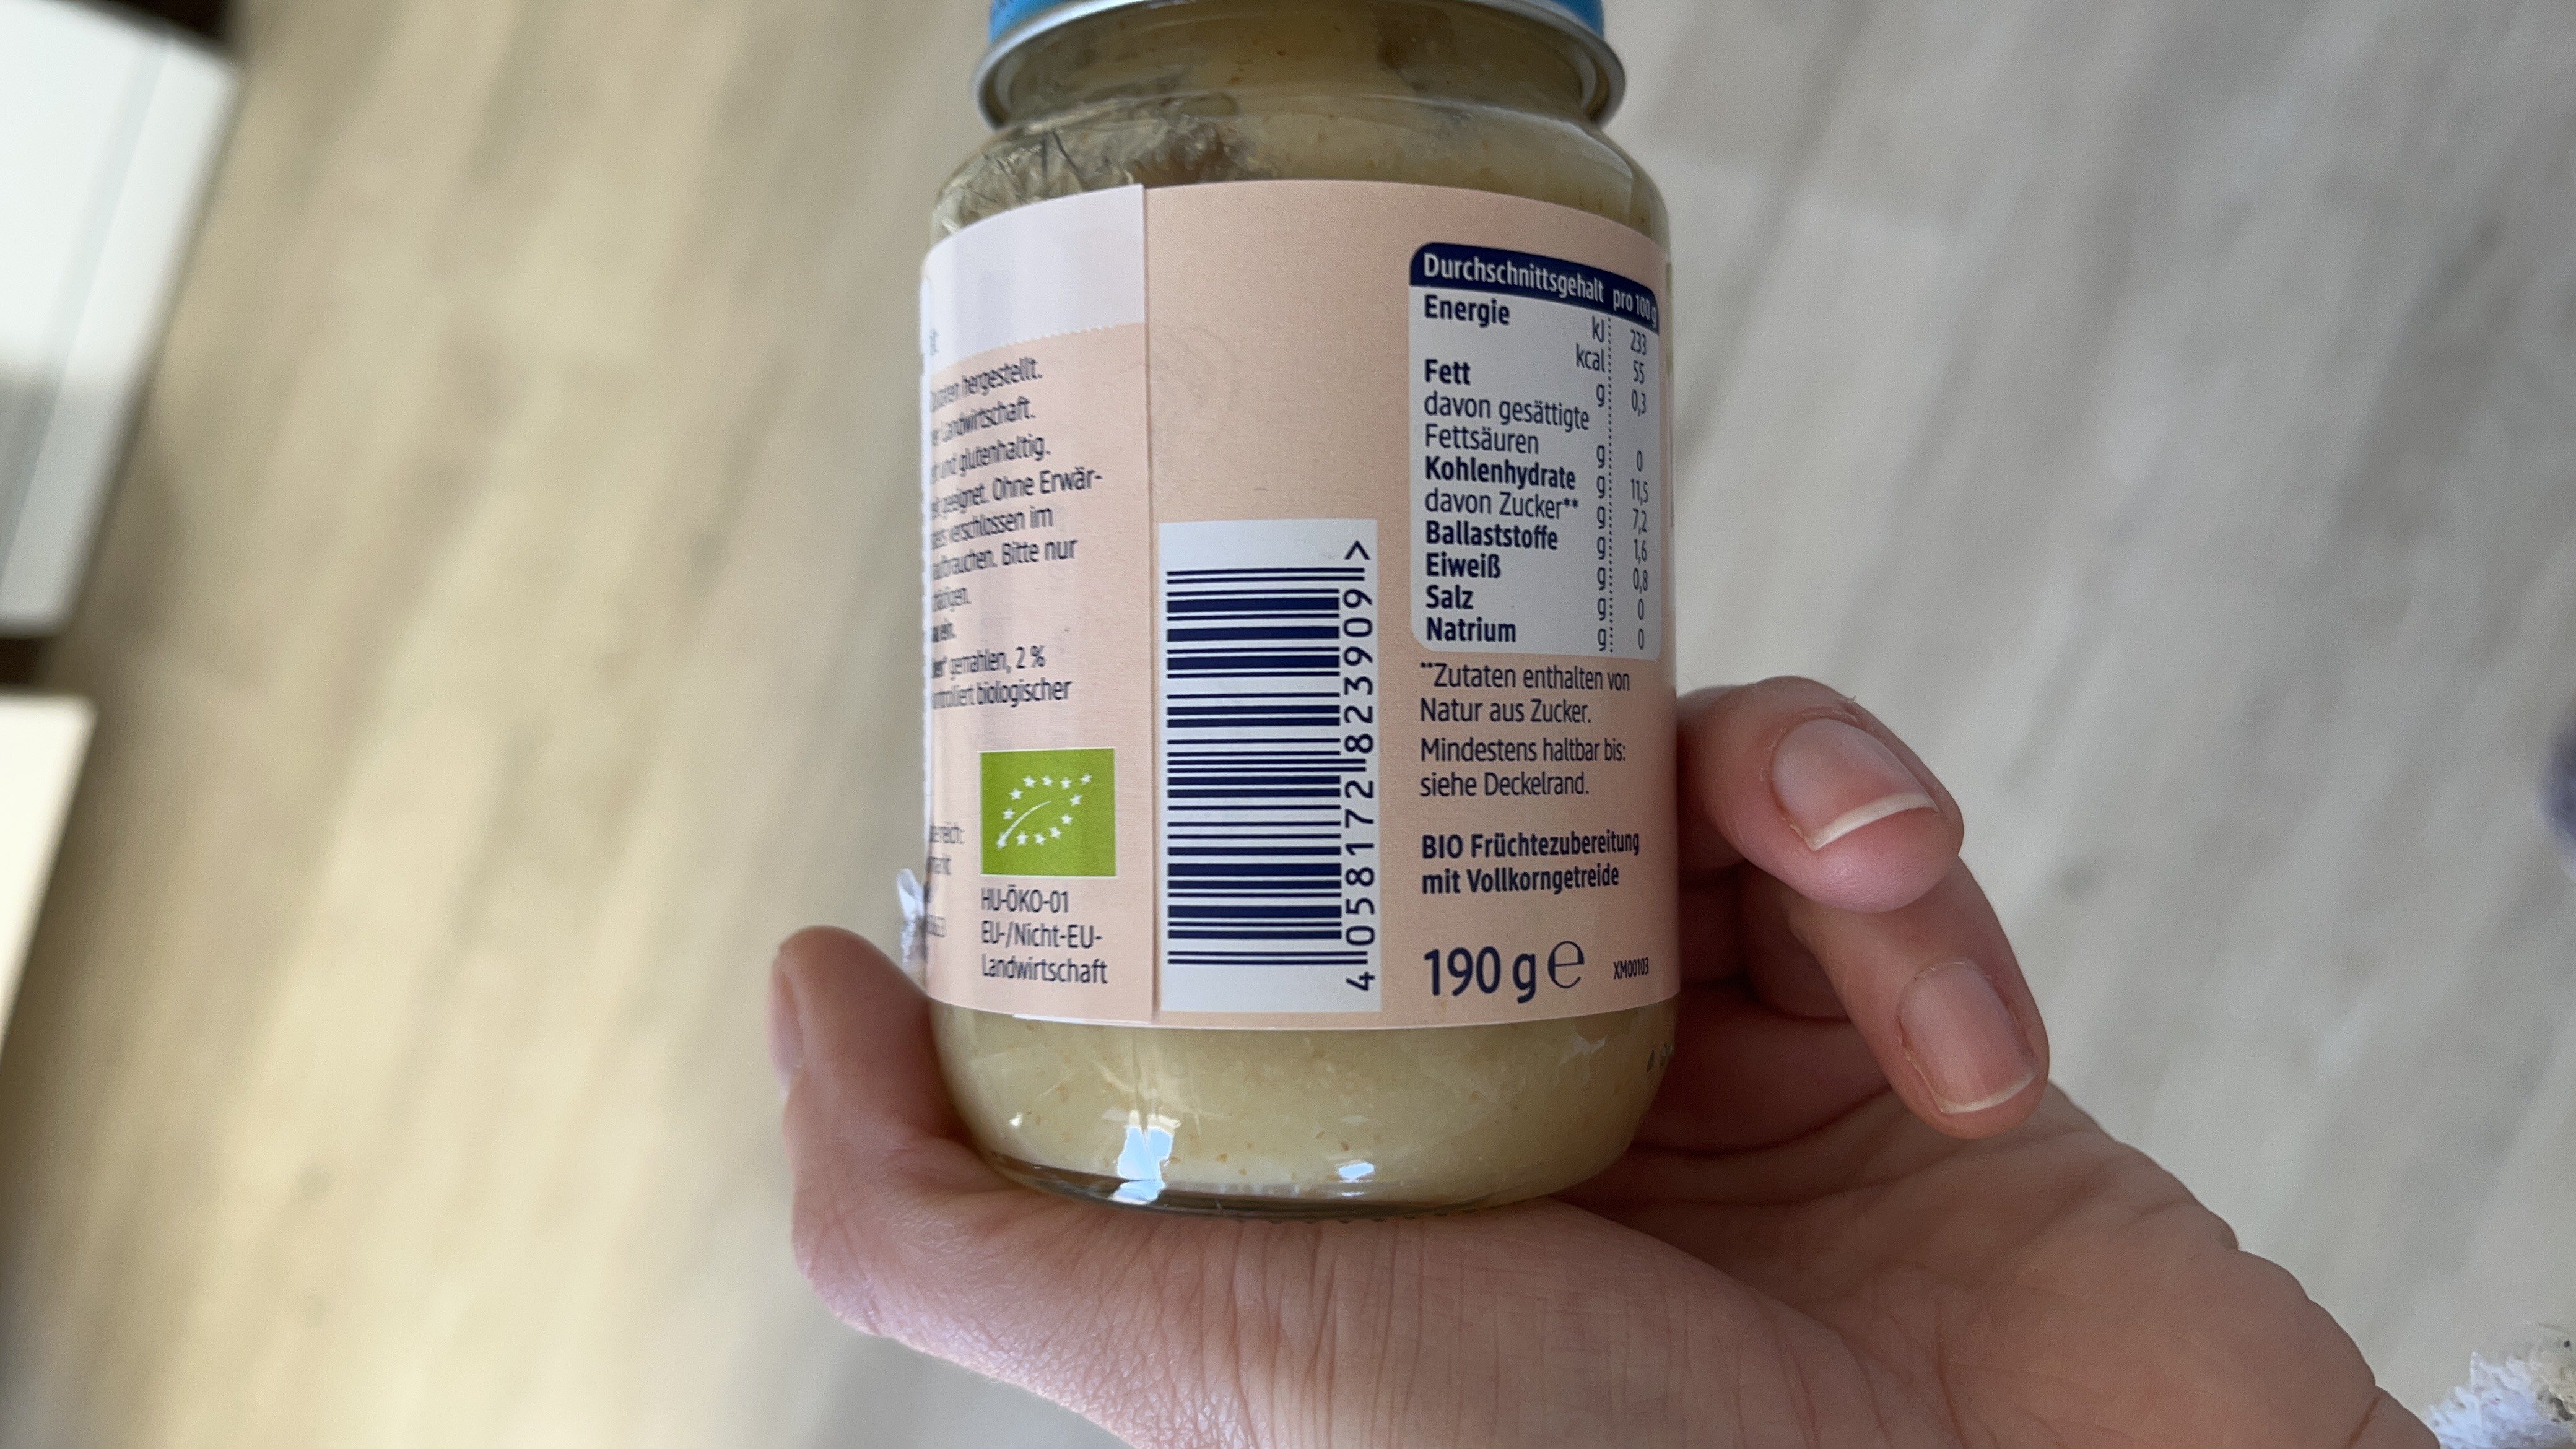 hergestellt.
Landwirtschaft.
und glutenhaltig.
geeignet. Ohne Erwär-
verschlossen im
Bitte nur
gemahlen, 2 %
biologischer
HU-ÖKO-01
EU-/Nicht-EU-
Landwirtschaft
4 058172 823909 >
Durchschnittsgehalt pro 100 g
Energie kJ 233
kcal 55
Fett g 0,3
davon gesättigte
Fettsäuren g 0
Kohlenhydrate g 11,5
davon Zucker** g 7,2
Ballaststoffe g 1,6
Eiweiß g 0,8
Salz g 0
Natrium g 0
**Zutaten enthalten von
Natur aus Zucker.
Mindestens haltbar bis:
siehe Deckelrand.
BIO Früchtezubereitung
mit Vollkorngetreide
190 g e XM00103